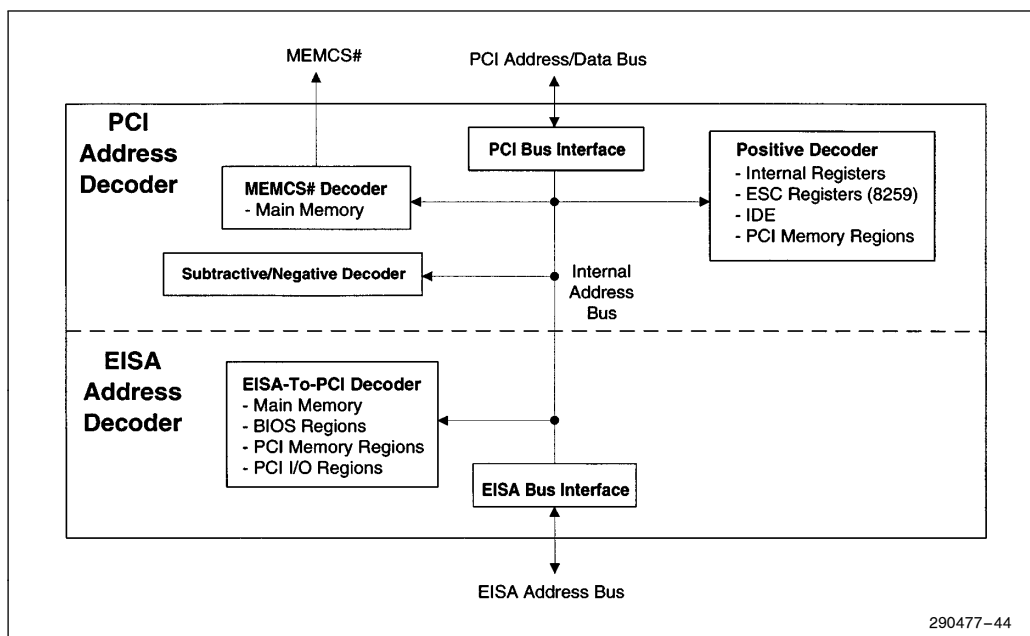 MEMCS#
PCI Address/Data Bus
PCI
Address
Decoder
PCI Bus Interface
MEMCS# Decoder
- Main Memory
Positive Decoder
- Internal Registers
- ESC Registers (8259)
- IDE
- PCI Memory Regions
Subtractive/Negative Decoder
Internal
Address
Bus
EISA
Address
Decoder
EISA-To-PCI Decoder
- Main Memory
- BIOS Regions
- PCI Memory Regions
- PCI I/O Regions
EISA Bus Interface
EISA Address Bus
290477-44